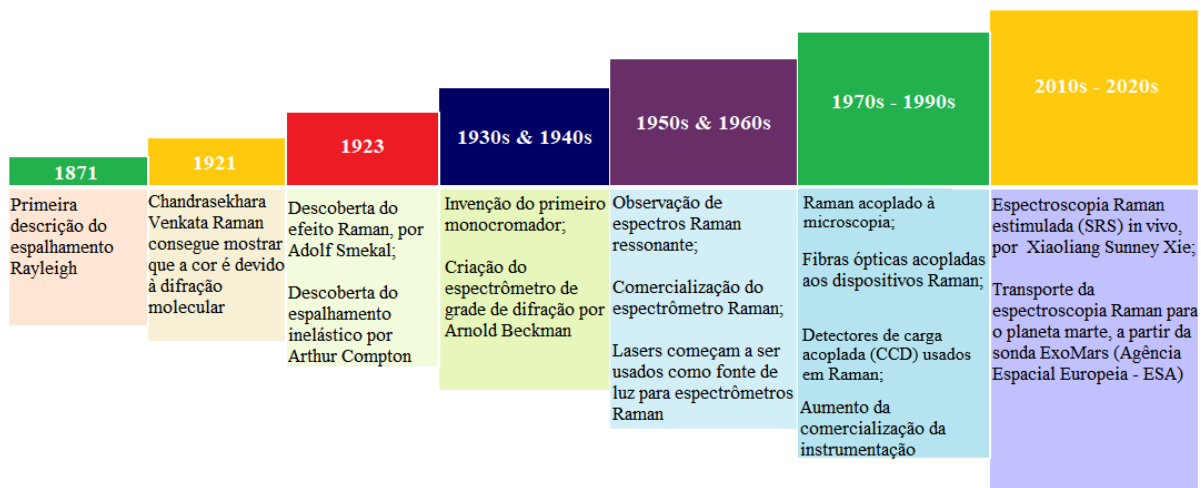 1871
Primeira
descrição do
espalhamento
Rayleigh
1921
Chandrasekhara
Venkata Raman
consegue mostrar
que a cor é devido
à difração
molecular
1923
Descoberta do
efeito Raman, por
Adolf Smekal;
Descoberta do
espalhamento
inelástico por
Arthur Compton
1930s & 1940s
Invenção do primeiro
monocromador;
Criação do
espectrômetro de
grade de difração por
Arnold Beckman
1950s & 1960s
Observação de
espectros Raman
ressonante;
Comercialização do
espectrômetro Raman;
Lasers começam a ser
usados como fonte de
luz para espectrômetros
Raman
1970s - 1990s
Raman acoplado à
microscopia;
Fibras ópticas acopladas
aos dispositivos Raman;
Detectores de carga
acoplada (CCD) usados
em Raman;
Aumento da
comercialização da
instrumentação
2010s - 2020s
Espectroscopia Raman
estimulada (SRS) in vivo,
por Xiaoliang Sunney Xie;
Transporte da
espectroscopia Raman para
o planeta marte, a partir da
sonda ExoMars (Agência
Espacial Europeia - ESA)